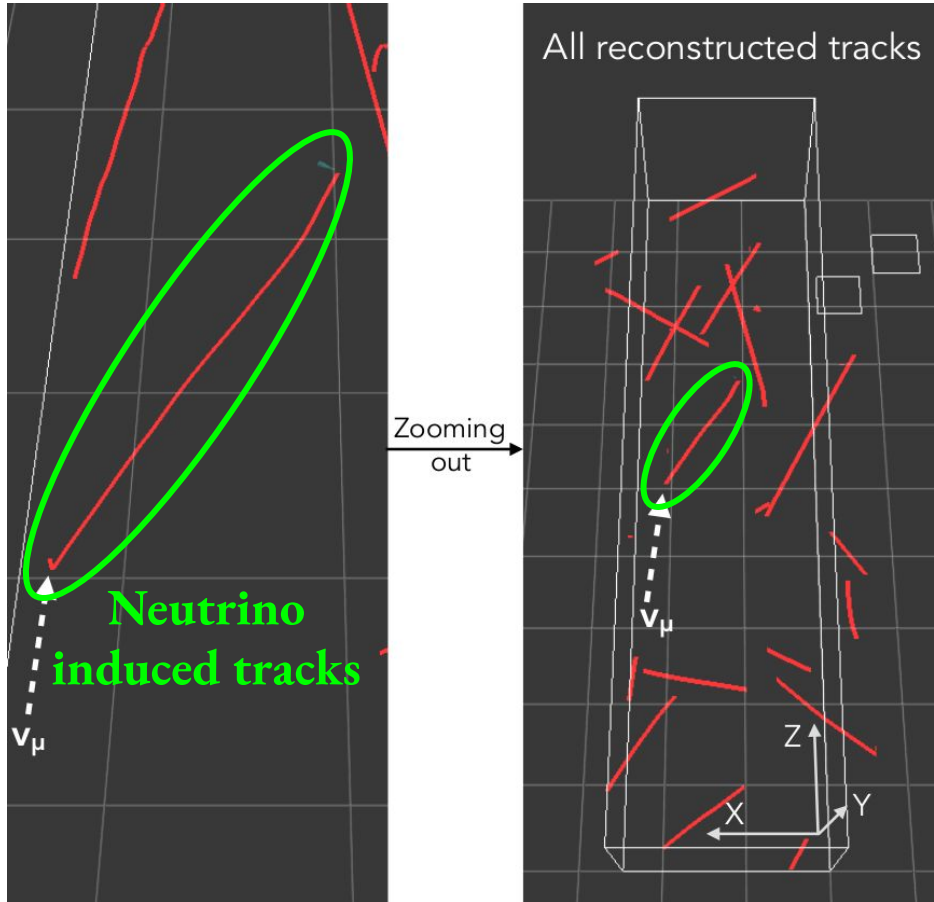 Neutrino
induced tracks
νμ
Zooming
out
All reconstructed tracks
νμ
Z
X
Y